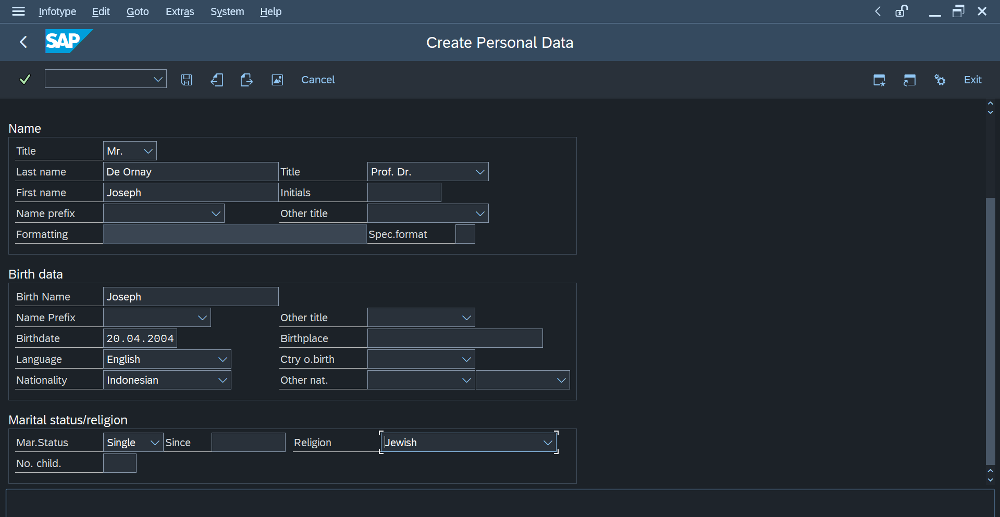 Infotype Edit Goto Extras System Help
SAP Create Personal Data
Cancel Exit
Name
Title Mr.
Last name De Ornay Title Prof. Dr.
First name Joseph Initials
Name prefix Other title
Formatting Spec.format
Birth data
Birth Name Joseph
Name Prefix Other title
Birthdate 20.04.2004 Birthplace
Language English Ctry o.birth
Nationality Indonesian Other nat.
Marital status/religion
Mar.Status Single Since Religion Jewish
No. child.